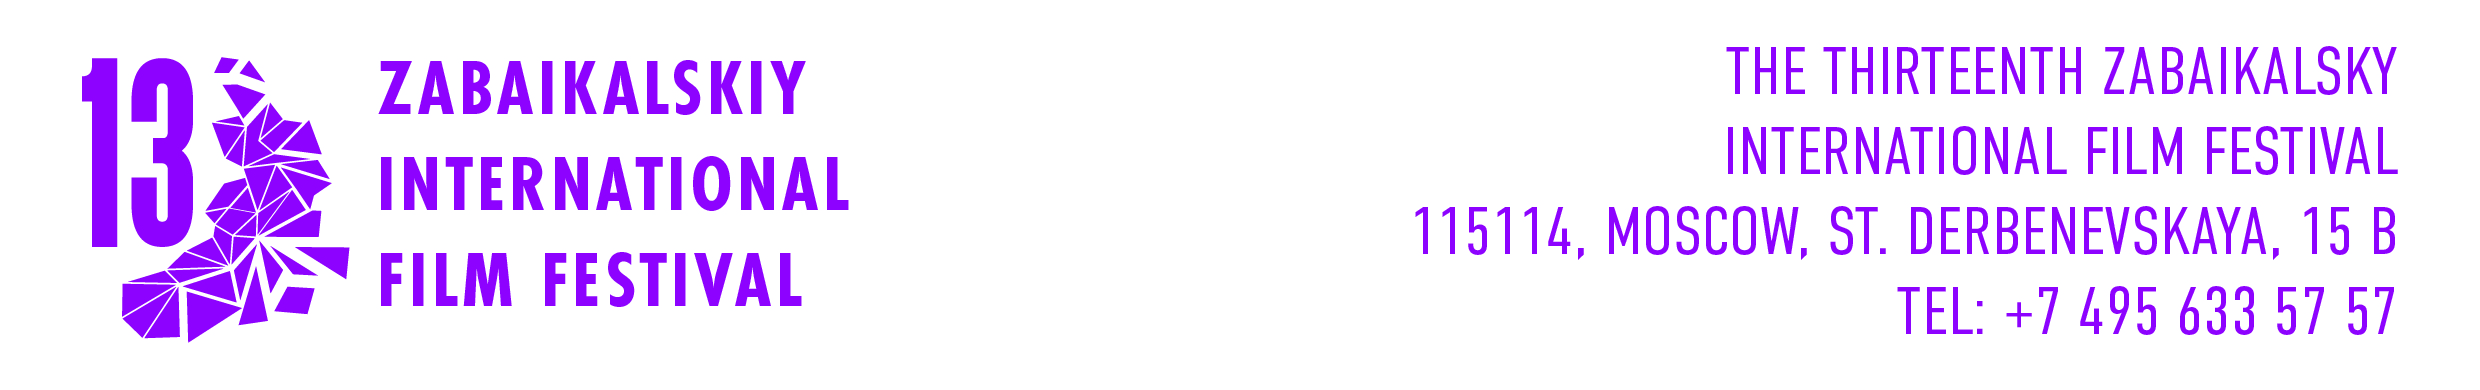 13
ZABAIKALSKIY
INTERNATIONAL
FILM FESTIVAL
THE THIRTEENTH ZABAIKALSKY
INTERNATIONAL FILM FESTIVAL
115114, MOSCOW, ST. DERBENEVSKAYA, 15 B
TEL: +7 495 633 57 57